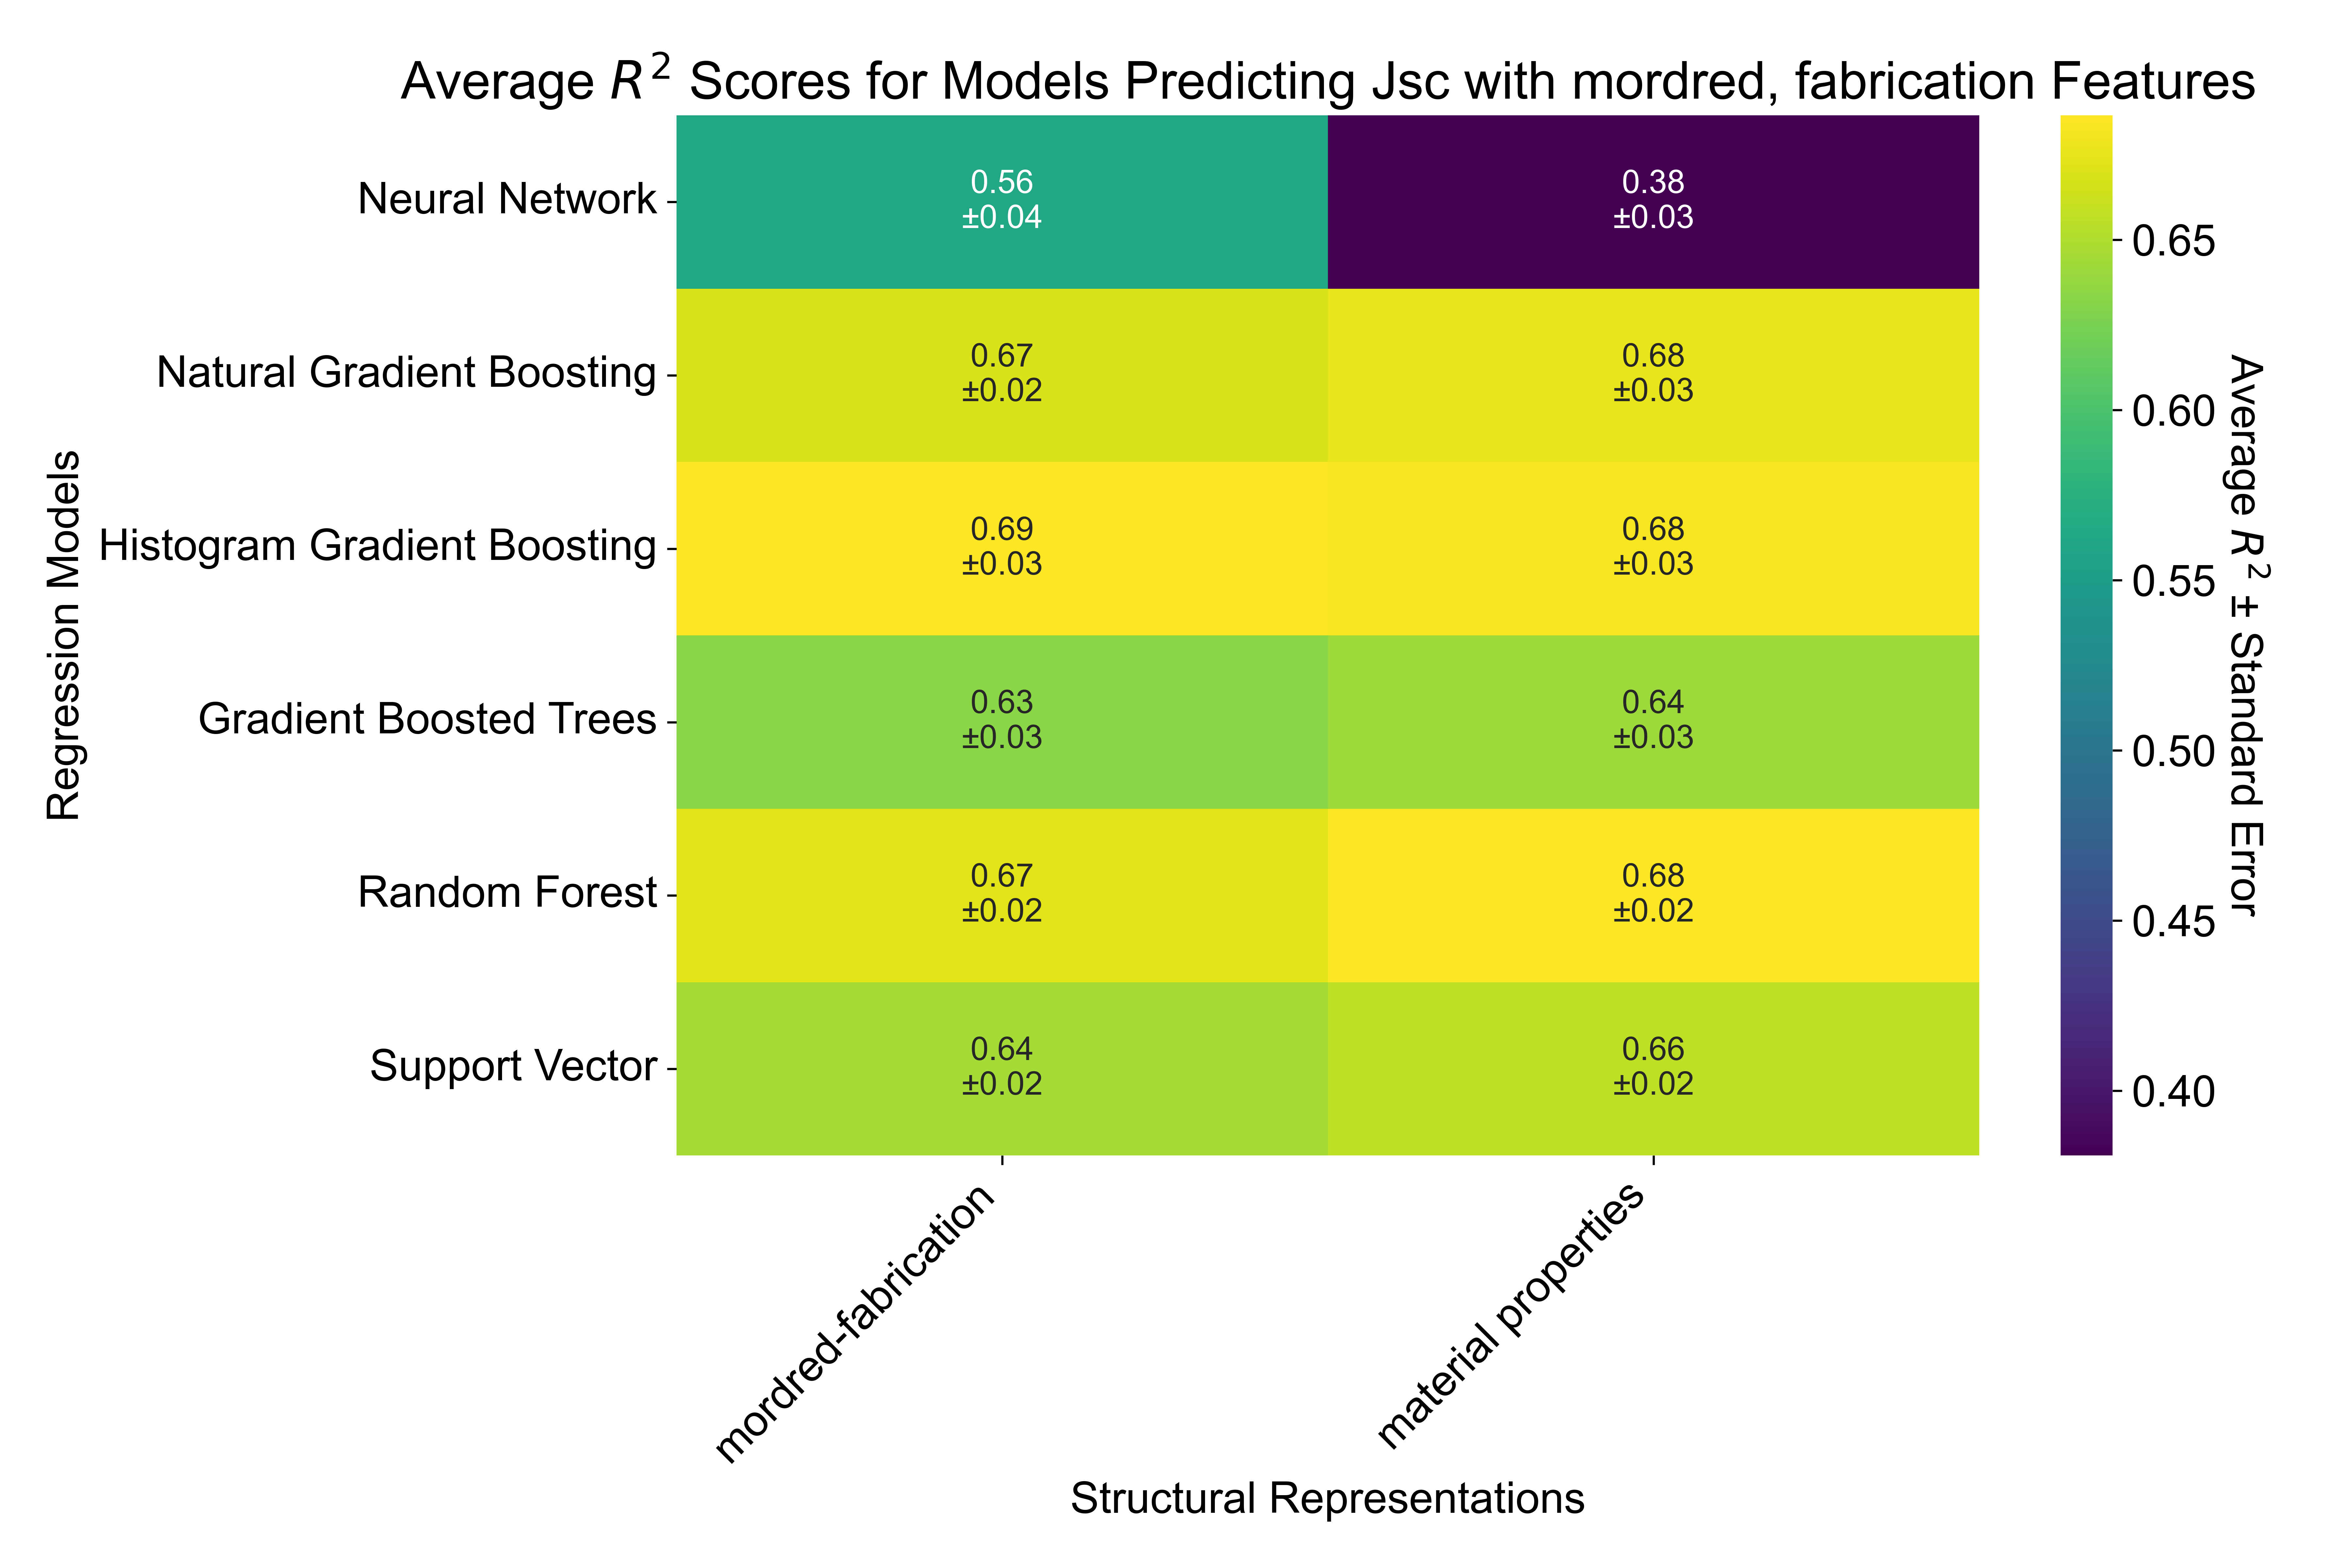 Average R² Scores for Models Predicting Jsc with mordred, fabrication Features
Regression Models
Neural Network
0.56
±0.04
0.38
±0.03
Natural Gradient Boosting
0.67
±0.02
0.68
±0.03
Histogram Gradient Boosting
0.69
±0.03
0.68
±0.03
Gradient Boosted Trees
0.63
±0.03
0.64
±0.03
Random Forest
0.67
±0.02
0.68
±0.02
Support Vector
0.64
±0.02
0.66
±0.02
mordred-fabrication
material properties
Structural Representations
0.65
0.60
0.55
0.50
0.45
0.40
Average R² ± Standard Error